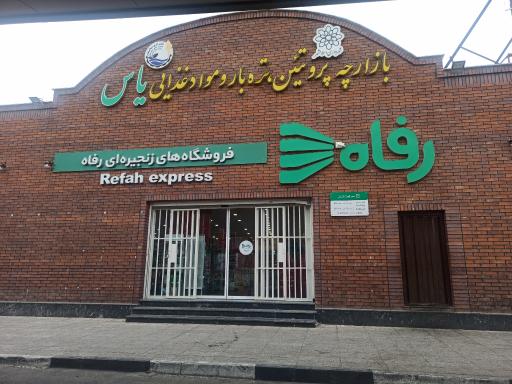 بازارچه پروتئین، تره بار و مواد غذایی یاس
رفاه
فروشگاه های زنجیره ای رفاه
Refah express